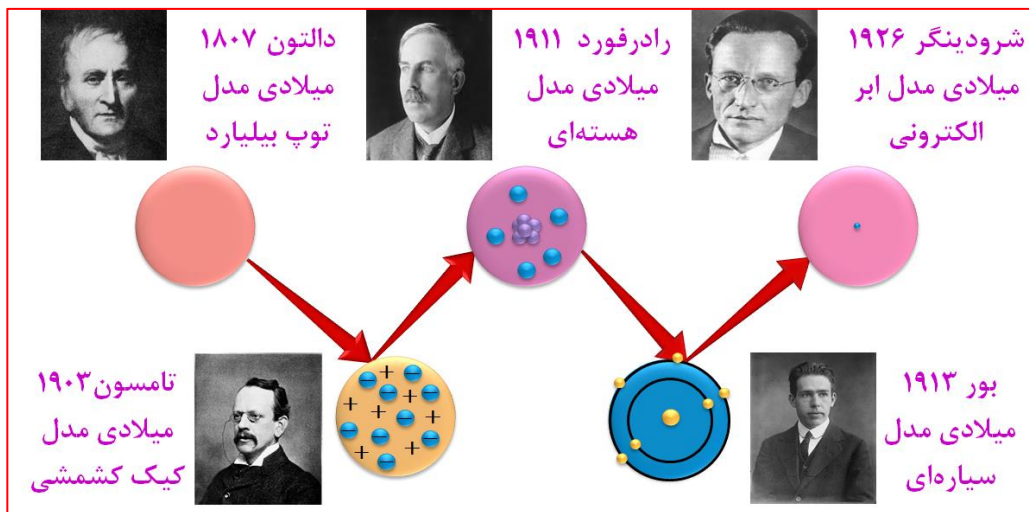 دالتون ۱۸۰۷
میلادی مدل
توپ بیلیارد
رادرفورد ۱۹۱۱
میلادی مدل
هسته‌ای
شرودینگر ۱۹۲۶
میلادی مدل ابر
الکترونی
تامسون۱۹۰۳
میلادی مدل
کیک کشمشی
بور ۱۹۱۳
میلادی مدل
سیاره‌ای